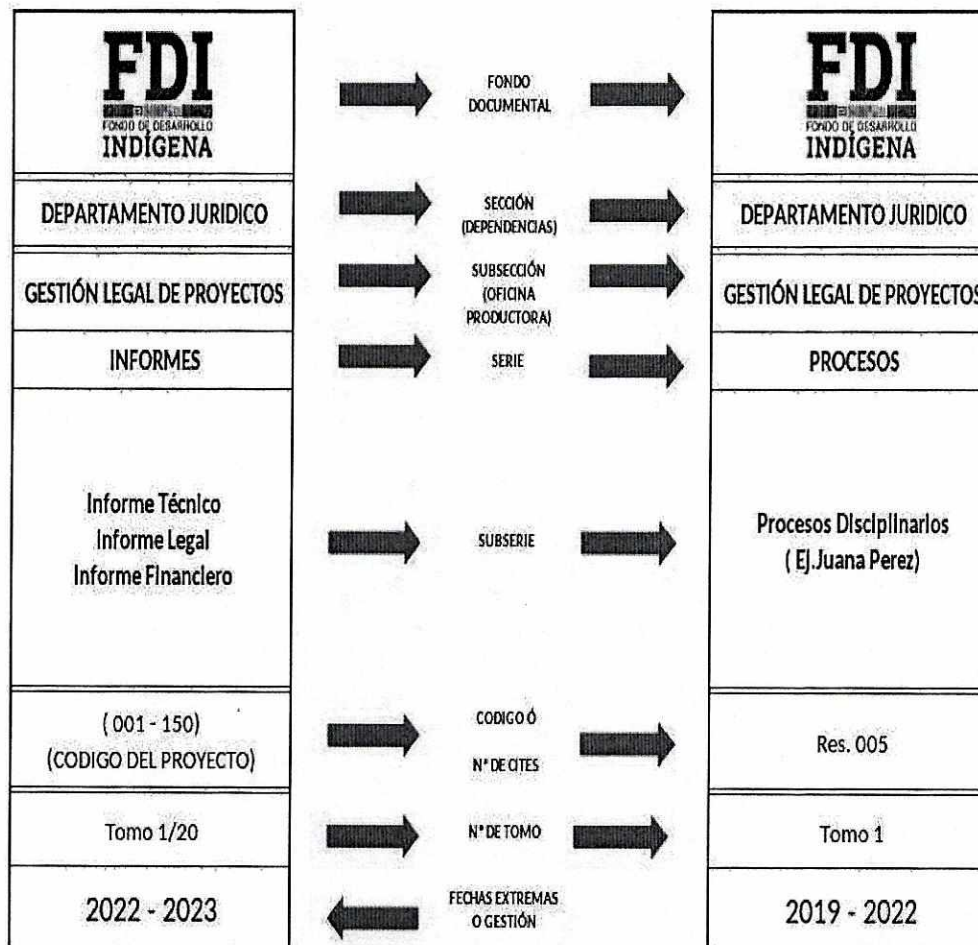 FDI
FONDO DE DESARROLLO
INDÍGENA
DEPARTAMENTO JURIDICO
GESTIÓN LEGAL DE PROYECTOS
INFORMES
Informe Técnico
Informe Legal
Informe Financiero
( 001 - 150)
(CODIGO DEL PROYECTO)
Tomo 1/20
2022 - 2023
FONDO
DOCUMENTAL
SECCIÓN
(DEPENDENCIAS)
SUBSECCIÓN
(OFICINA
PRODUCTORA)
SERIE
SUBSERIE
CODIGO Ó
N° DE CITES
N° DE TOMO
FECHAS EXTREMAS
O GESTIÓN
FDI
FONDO DE DESARROLLO
INDÍGENA
DEPARTAMENTO JURIDICO
GESTIÓN LEGAL DE PROYECTOS
PROCESOS
Procesos Disciplinarios
( Ej.Juana Perez)
Res. 005
Tomo 1
2019 - 2022